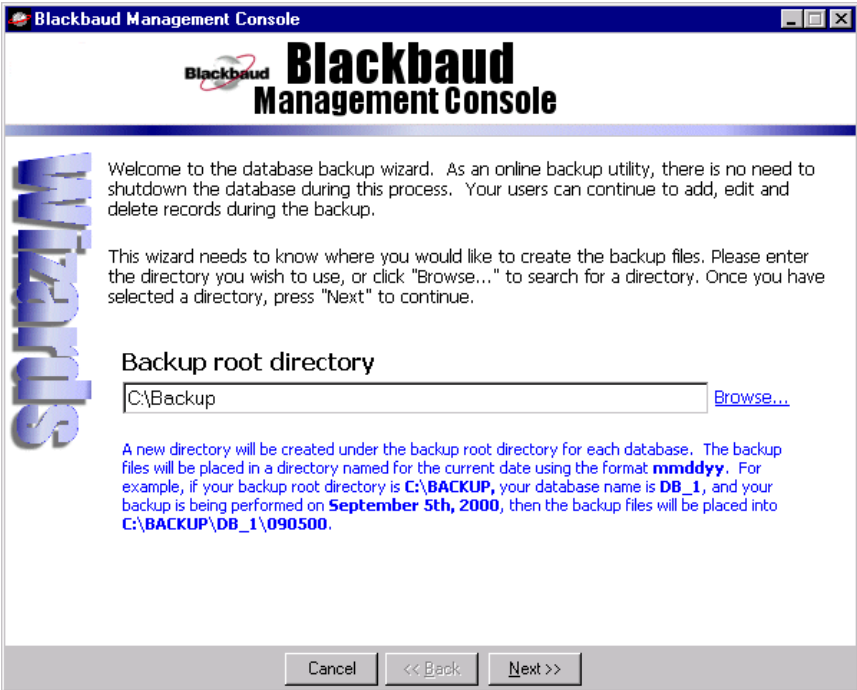 Blackbaud Management Console
Blackbaud Blackbaud
Management Console
Wizards
Welcome to the database backup wizard. As an online backup utility, there is no need to
shutdown the database during this process. Your users can continue to add, edit and
delete records during the backup.
This wizard needs to know where you would like to create the backup files. Please enter
the directory you wish to use, or click "Browse..." to search for a directory. Once you have
selected a directory, press "Next" to continue.
Backup root directory
C:\Backup Browse...
A new directory will be created under the backup root directory for each database. The backup
files will be placed in a directory named for the current date using the format mmddyy. For
example, if your backup root directory is C:\BACKUP, your database name is DB_1, and your
backup is being performed on September 5th, 2000, then the backup files will be placed into
C:\BACKUP\DB_1\090500.
Cancel << Back Next >>